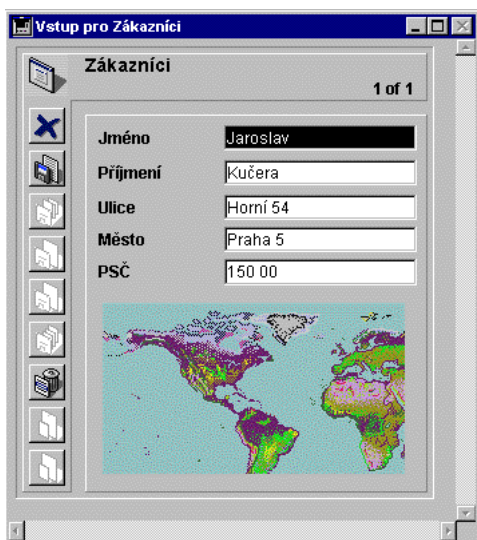 Vstup pro Zákazníci
Zákazníci
1 of 1
Jméno Jaroslav
Příjmení Kučera
Ulice Horní 54
Město Praha 5
PSČ 150 00